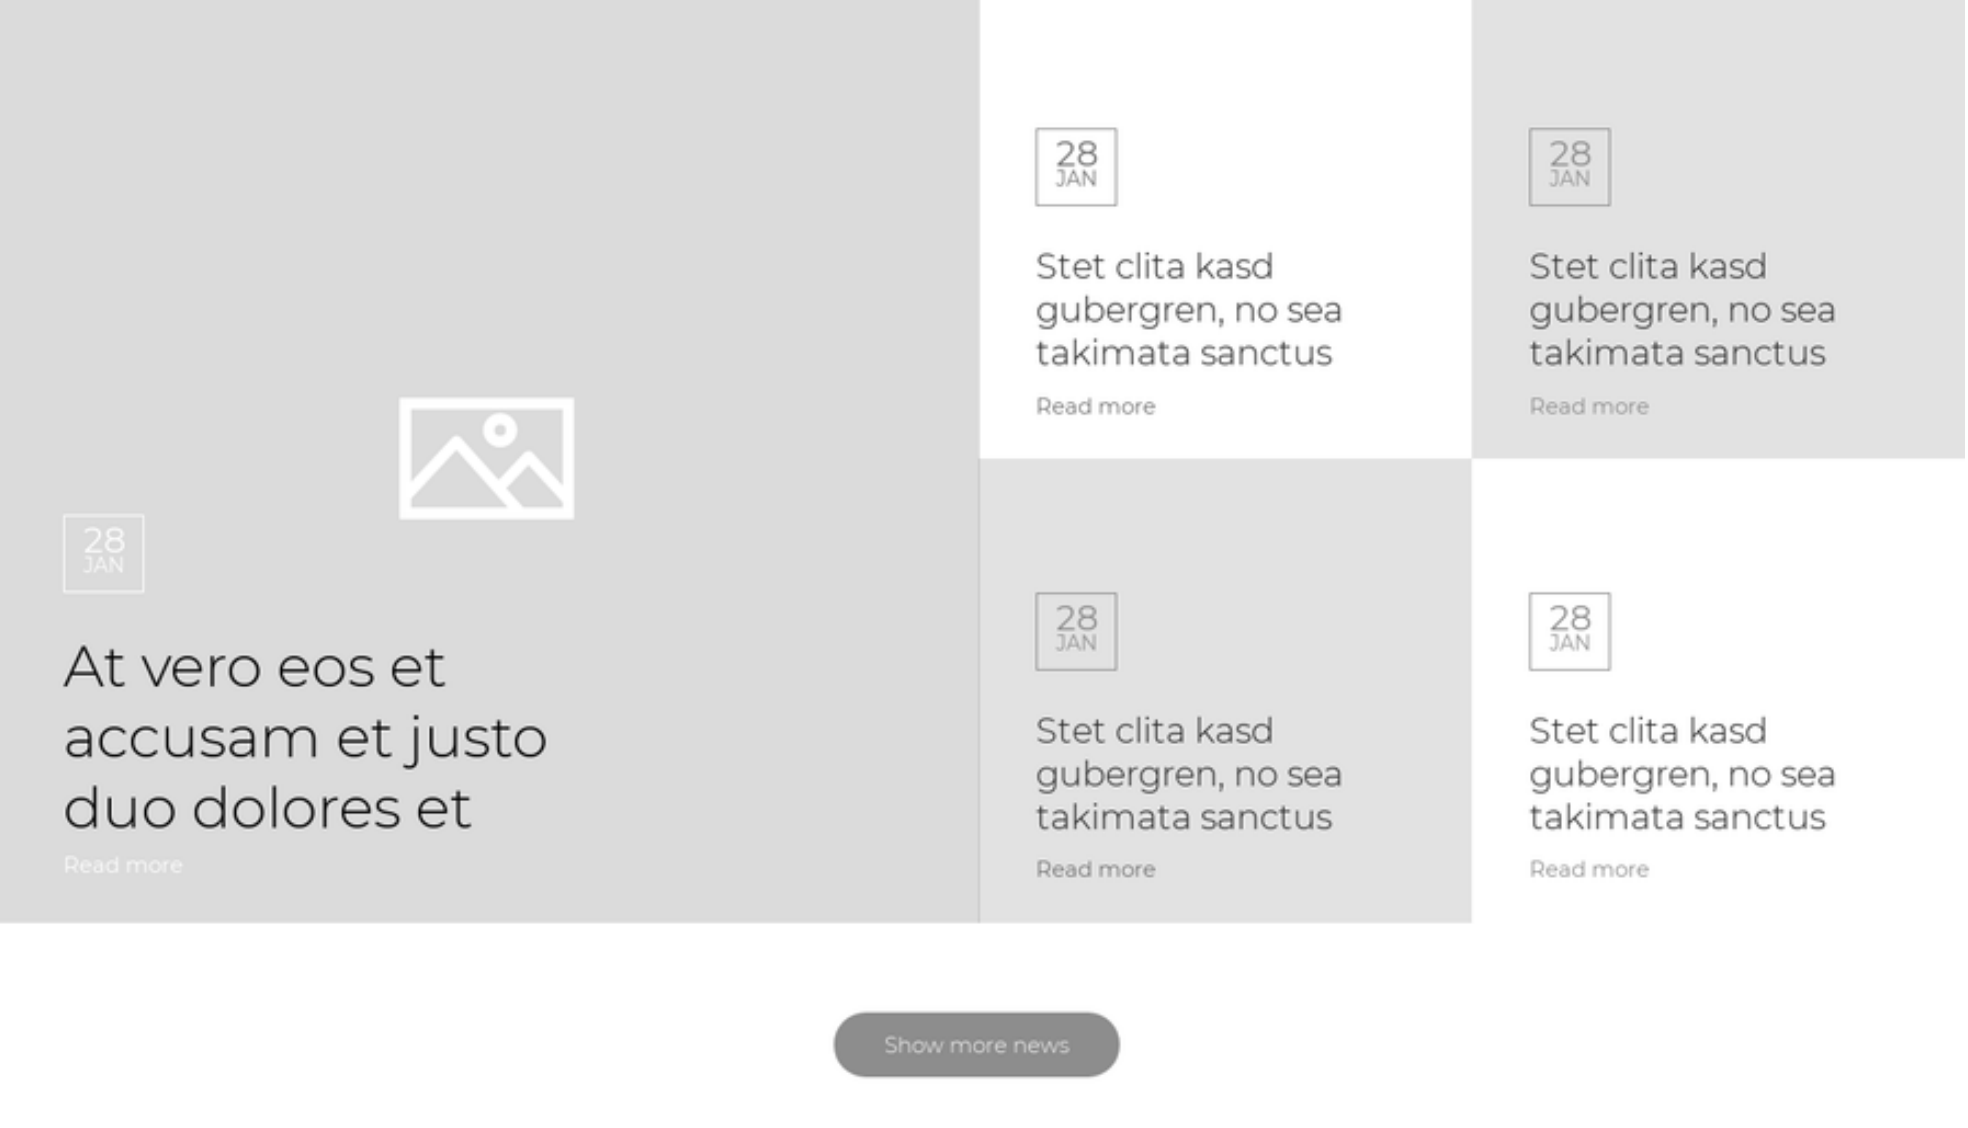 28
JAN
At vero eos et
accusam et justo
duo dolores et
Read more
28
JAN
Stet clita kasd
gubergren, no sea
takimata sanctus
Read more
28
JAN
Stet clita kasd
gubergren, no sea
takimata sanctus
Read more
28
JAN
Stet clita kasd
gubergren, no sea
takimata sanctus
Read more
28
JAN
Stet clita kasd
gubergren, no sea
takimata sanctus
Read more
Show more news